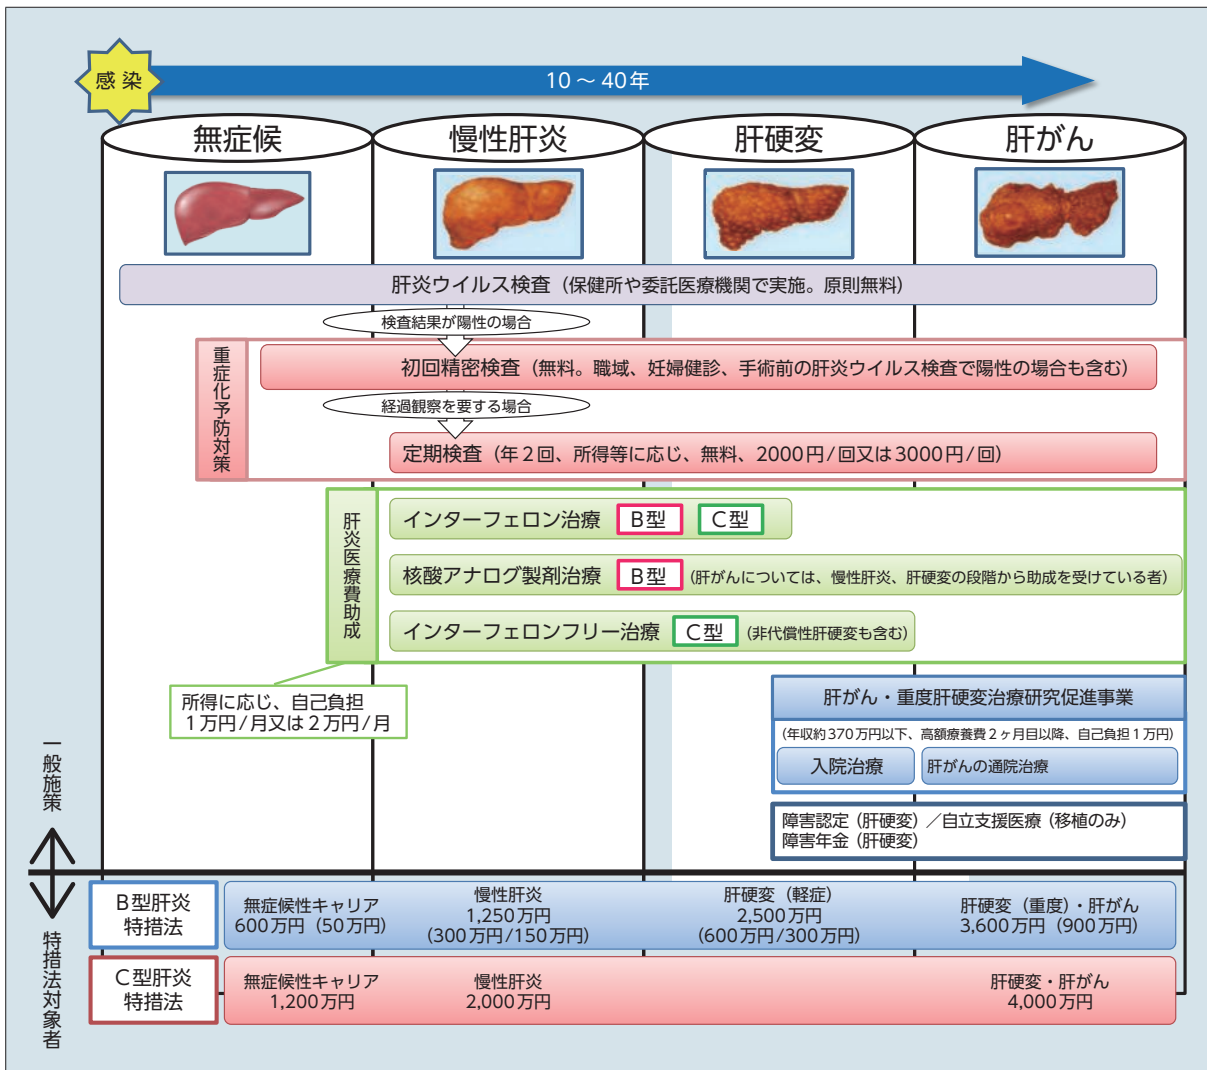 感染
10～40年
無症候
慢性肝炎
肝硬変
肝がん
肝炎ウイルス検査（保健所や委託医療機関で実施。原則無料）
検査結果が陽性の場合
重症化予防対策
初回精密検査（無料。職域、妊婦健診、手術前の肝炎ウイルス検査で陽性の場合も含む）
経過観察を要する場合
定期検査（年２回、所得等に応じ、無料、2000円/回又は3000円/回）
肝炎医療費助成
インターフェロン治療 B型 C型
核酸アナログ製剤治療 B型（肝がんについては、慢性肝炎、肝硬変の段階から助成を受けている者）
インターフェロンフリー治療 C型（非代償性肝硬変も含む）
所得に応じ、自己負担
１万円/月又は２万円/月
肝がん・重度肝硬変治療研究促進事業
（年収約370万円以下、高額療養費２ヶ月目以降、自己負担１万円）
入院治療
肝がんの通院治療
障害認定（肝硬変）／自立支援医療（移植のみ）
障害年金（肝硬変）
一般施策
特措法対象者
B型肝炎
特措法
無症候性キャリア
600万円（50万円）
慢性肝炎
1,250万円
（300万円/150万円）
肝硬変（軽症）
2,500万円
（600万円/300万円）
肝硬変（重度）・肝がん
3,600万円（900万円）
C型肝炎
特措法
無症候性キャリア
1,200万円
慢性肝炎
2,000万円
肝硬変・肝がん
4,000万円